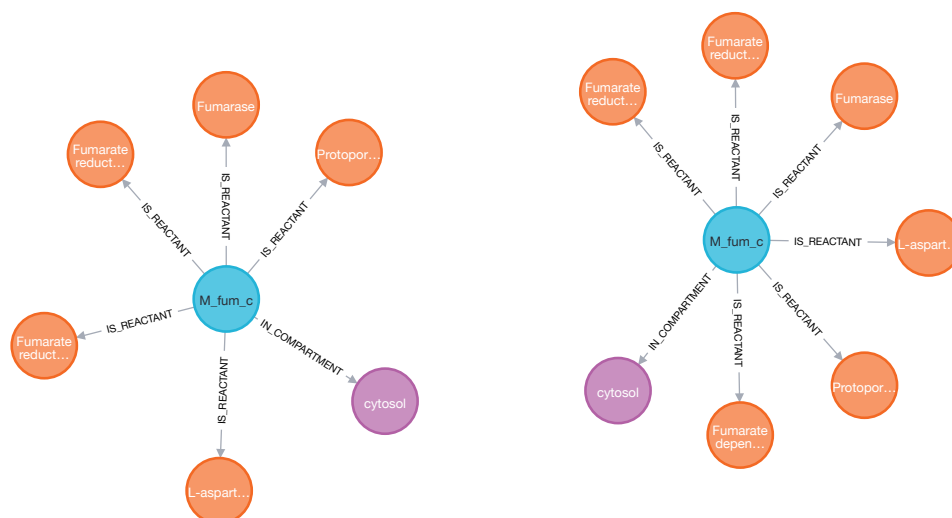 Fumarase
Fumarate
reduct…
Protopor…
IS_REACTANT
IS_REACTANT
IS_REACTANT
M_fum_c
IS_REACTANT
Fumarate
reduct…
IN_COMPARTMENT
IS_REACTANT
cytosol
L-aspart…
Fumarate
reduct…
Fumarate
reduct…
Fumarase
IS_REACTANT
IS_REACTANT
IS_REACTANT
M_fum_c
IS_REACTANT
L-aspart…
IN_COMPARTMENT
IS_REACTANT
IS_REACTANT
cytosol
Protopor…
Fumarate
depen…